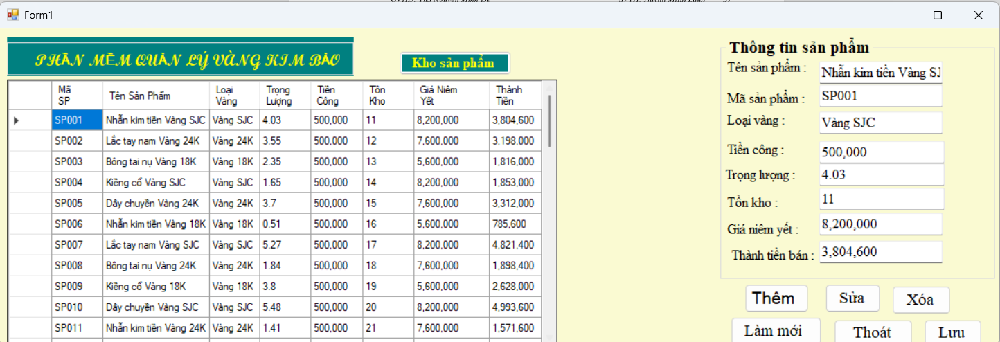 Form1
PHẦN MỀM QUẢN LÝ VÀNG KIM BẢO
Kho sản phẩm
Mã SP Tên Sản Phẩm Loại Vàng Trọng Lượng Tiền Công Tồn Kho Giá Niêm Yết Thành Tiền
SP001 Nhẫn kim tiền Vàng SJC Vàng SJC 4.03 500,000 11 8,200,000 3,804,600
SP002 Lắc tay nam Vàng 24K Vàng 24K 3.55 500,000 12 7,600,000 3,198,000
SP003 Bông tai nụ Vàng 18K Vàng 18K 2.35 500,000 13 5,600,000 1,816,000
SP004 Kiềng cổ Vàng SJC Vàng SJC 1.65 500,000 14 8,200,000 1,853,000
SP005 Dây chuyền Vàng 24K Vàng 24K 3.7 500,000 15 7,600,000 3,312,000
SP006 Nhẫn kim tiền Vàng 18K Vàng 18K 0.51 500,000 16 5,600,000 785,600
SP007 Lắc tay nam Vàng SJC Vàng SJC 5.27 500,000 17 8,200,000 4,821,400
SP008 Bông tai nụ Vàng 24K Vàng 24K 1.84 500,000 18 7,600,000 1,898,400
SP009 Kiềng cổ Vàng 18K Vàng 18K 3.8 500,000 19 5,600,000 2,628,000
SP010 Dây chuyền Vàng SJC Vàng SJC 5.48 500,000 20 8,200,000 4,993,600
SP011 Nhẫn kim tiền Vàng 24K Vàng 24K 1.41 500,000 21 7,600,000 1,571,600
Thông tin sản phẩm
Tên sản phẩm : Nhẫn kim tiền Vàng SJ
Mã sản phẩm : SP001
Loại vàng : Vàng SJC
Tiền công : 500,000
Trọng lượng : 4.03
Tồn kho : 11
Giá niêm yết : 8,200,000
Thành tiền bán : 3,804,600
Thêm Sửa Xóa
Làm mới Thoát Lưu